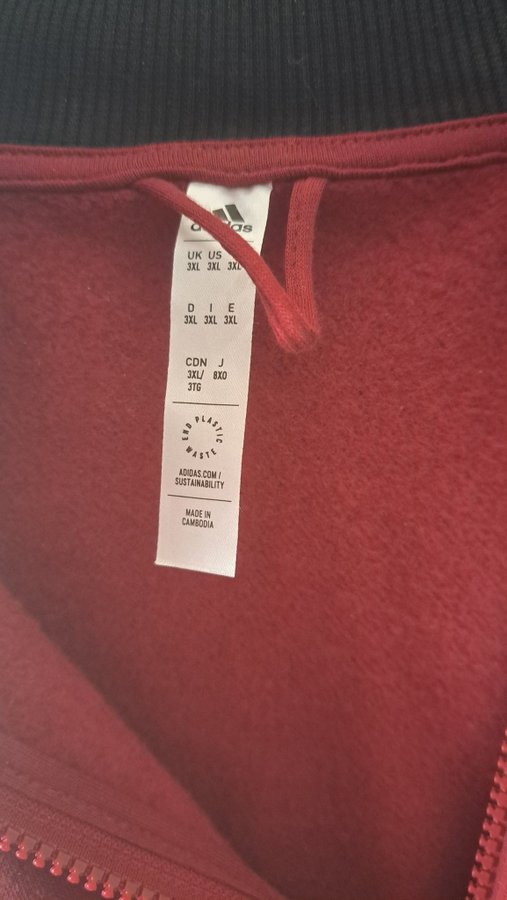 adidas
UK US
3XL 3XL 3XL
D I E
3XL 3XL 3XL
CDN J
3XL/ 8XO
3TG
END PLASTIC WASTE
ADIDAS.COM/
SUSTAINABILITY
MADE IN
CAMBODIA